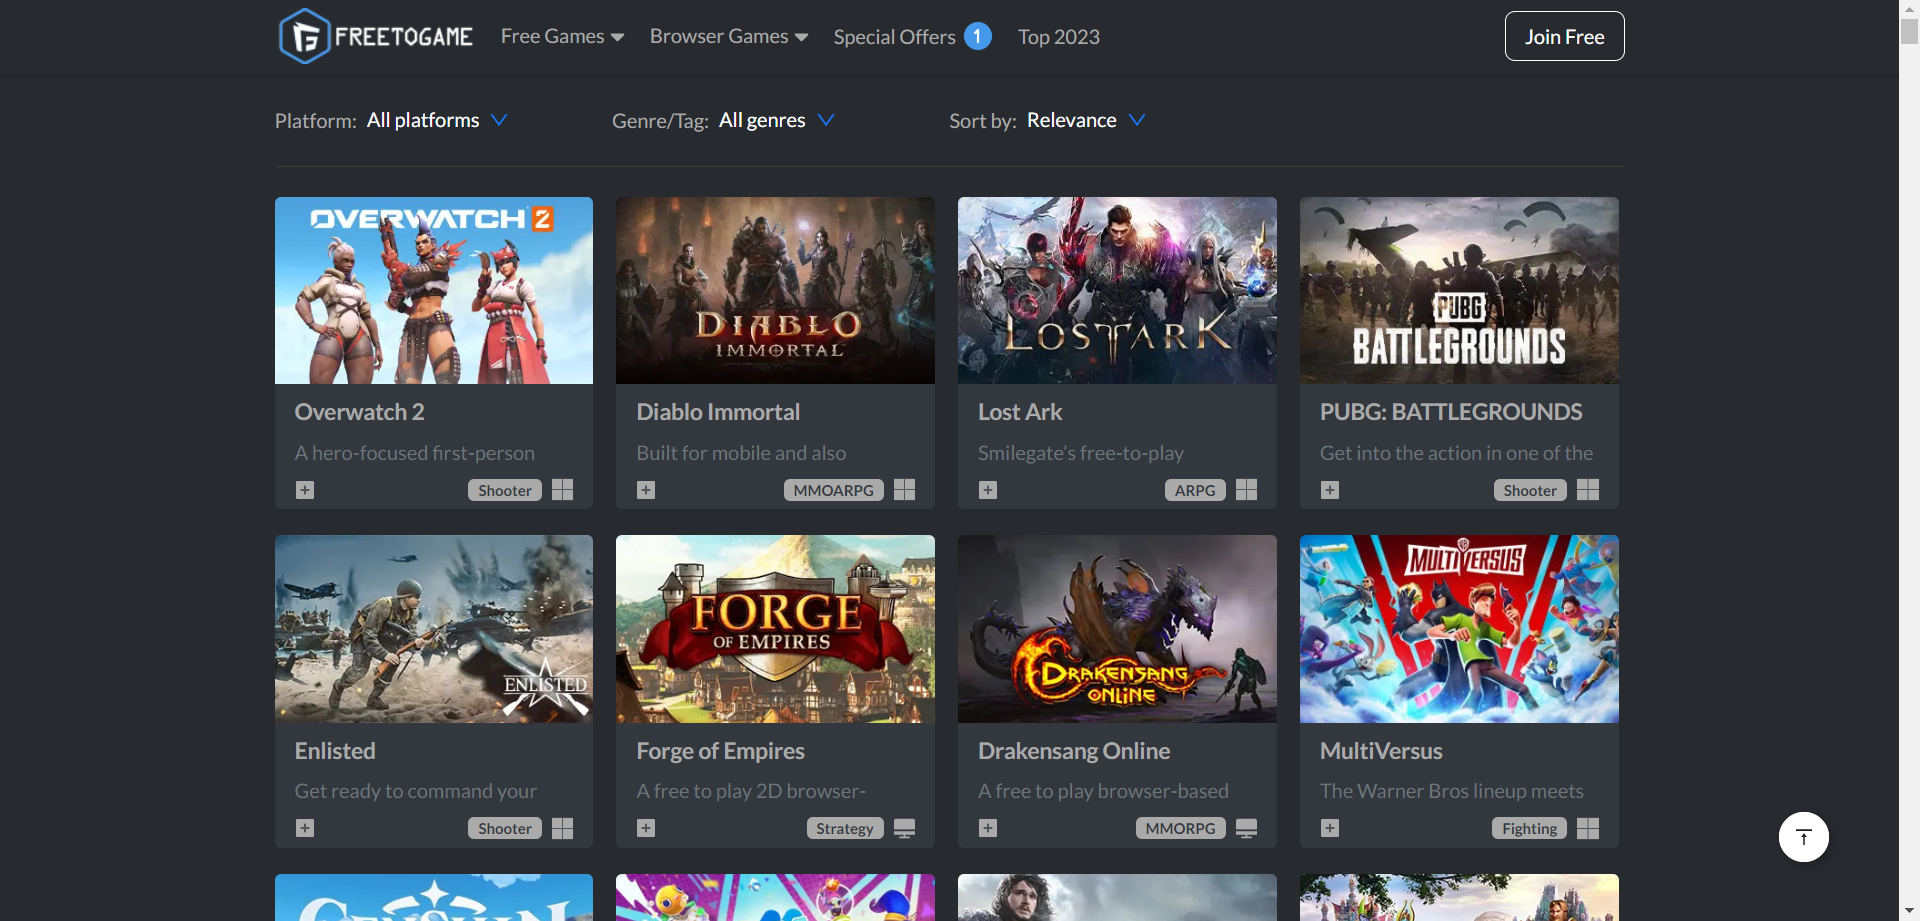 FREETOGAME
Free Games
Browser Games
Special Offers 1
Top 2023
Join Free
Platform: All platforms
Genre/Tag: All genres
Sort by: Relevance
OVERWATCH 2
DIABLO
IMMORTAL
LOST ARK
PUBG
BATTLEGROUNDS
Overwatch 2
A hero-focused first-person
Shooter
Diablo Immortal
Built for mobile and also
MMOARPG
Lost Ark
Smilegate’s free-to-play
ARPG
PUBG: BATTLEGROUNDS
Get into the action in one of the
Shooter
ENLISTED
FORGE
OF EMPIRES
DRAKENSANG
ONLINE
MULTIVERSUS
Enlisted
Get ready to command your
Shooter
Forge of Empires
A free to play 2D browser-
Strategy
Drakensang Online
A free to play browser-based
MMORPG
MultiVersus
The Warner Bros lineup meets
Fighting
GENSHIN